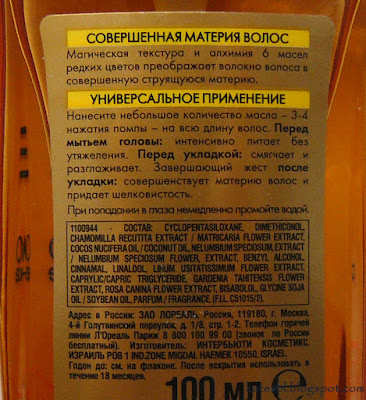 СОВЕРШЕННАЯ МАТЕРИЯ ВОЛОС
Магическая текстура и алхимия 6 масел
редких цветов преображает волокно волоса в
совершенную струящуюся материю.
УНИВЕРСАЛЬНОЕ ПРИМЕНЕНИЕ
Нанесите небольшое количество масла – 3-4
нажатия помпы – на всю длину волос. Перед
мытьем головы: интенсивно питает без
утяжеления. Перед укладкой: смягчает и
разглаживает. Завершающий жест после
укладки: совершенствует материю волос и
придает шелковистость.
При попадании в глаза немедленно промойте водой.
1100944 - СОСТАВ: CYCLOPENTASILOXANE, DIMETHICONOL,
CHAMOMILLA RECUTITA EXTRACT / MATRICARIA FLOWER EXTRACT,
COCOS NUCIFERA OIL / COCONUT OIL, NELUMBIUM SPECIOSUM EXTRACT
/ NELUMBIUM SPECIOSUM FLOWER EXTRACT, BENZYL ALCOHOL,
CINNAMAL, LINALOOL, LINUM USITATISSIMUM FLOWER EXTRACT,
CAPRYLIC/CAPRIC TRIGLYCERIDE, GARDENIA TAHITENSIS FLOWER
EXTRACT, ROSA CANINA FLOWER EXTRACT, BISABOLOL, GLYCINE SOJA
OIL / SOYBEAN OIL, PARFUM / FRAGRANCE (F.I.L. C51015/2).
Адрес в России: ЗАО ЛОРЕАЛЬ, 119180, г. Москва,
4-й Голутвинский переулок, д. 1/8, стр. 1-2. Телефон горячей
линии Л'Ореаль Париж 8 800 100 99 00 (звонок по России
бесплатный). Изготовитель: ИНТЕРБЬЮТИ КОСМЕТИКС
ИЗРАИЛЬ POB 1 IND.ZONE MIGDAL HAEMEK 10550, ISRAEL.
Годен до: см. на флаконе. После вскрытия использовать в
течение 18 месяцев.
100 МЛ e